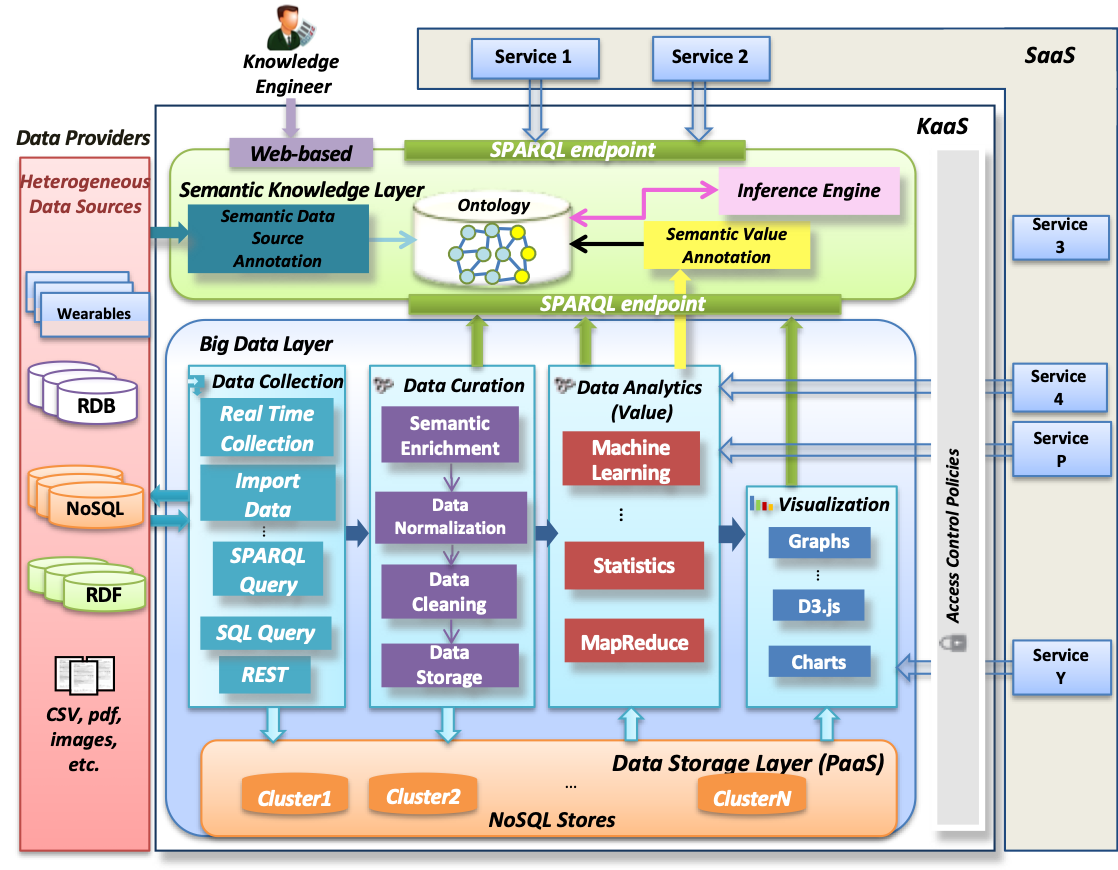 Knowledge
Engineer
Service 1
Service 2
SaaS
KaaS
Data Providers
Heterogeneous
Data Sources
Wearables
RDB
NoSQL
RDF
CSV, pdf,
images,
etc.
Web-based
SPARQL endpoint
Semantic Knowledge Layer
Semantic Data
Source
Annotation
Ontology
Inference Engine
Semantic Value
Annotation
SPARQL endpoint
Big Data Layer
Data Collection
Real Time
Collection
Import
Data
...
SPARQL
Query
SQL Query
REST
Data Curation
Semantic
Enrichment
Data
Normalization
Data
Cleaning
Data
Storage
Data Analytics
(Value)
Machine
Learning
...
Statistics
MapReduce
Visualization
Graphs
...
D3.js
Charts
Data Storage Layer (PaaS)
Cluster1
Cluster2
...
ClusterN
NoSQL Stores
Access Control Policies
Service
3
Service
4
Service
P
Service
Y